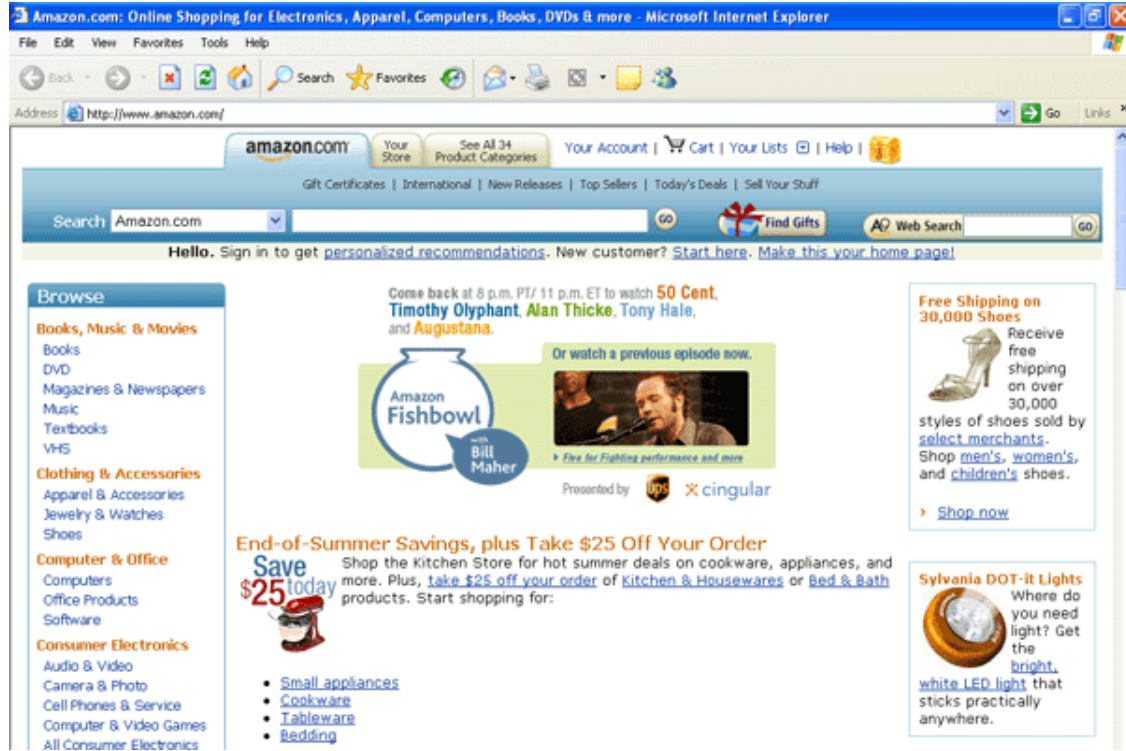 Amazon.com: Online Shopping for Electronics, Apparel, Computers, Books, DVDs & more - Microsoft Internet Explorer
File Edit View Favorites Tools Help
Back Search Favorites
Address http://www.amazon.com/ Go Links
amazon.com Your Store See All 34 Product Categories Your Account | Cart | Your Lists | Help |
Gift Certificates | International | New Releases | Top Sellers | Today's Deals | Sell Your Stuff
Search Amazon.com GO Find Gifts A9 Web Search GO
Hello. Sign in to get personalized recommendations. New customer? Start here. Make this your home page!
Browse
Books, Music & Movies
Books
DVD
Magazines & Newspapers
Music
Textbooks
VHS
Clothing & Accessories
Apparel & Accessories
Jewelry & Watches
Shoes
Computer & Office
Computers
Office Products
Software
Consumer Electronics
Audio & Video
Camera & Photo
Cell Phones & Service
Computer & Video Games
All Consumer Electronics
Come back at 8 p.m. PT/ 11 p.m. ET to watch 50 Cent,
Timothy Olyphant, Alan Thicke, Tony Hale,
and Augustana.
Or watch a previous episode now.
Amazon
Fishbowl
with
Bill
Maher
Five for Fighting performance and more
Presented by ups cingular
End-of-Summer Savings, plus Take $25 Off Your Order
Save
$25 today
Shop the Kitchen Store for hot summer deals on cookware, appliances, and
more. Plus, take $25 off your order of Kitchen & Housewares or Bed & Bath
products. Start shopping for:
Small appliances
Cookware
Tableware
Bedding
Free Shipping on
30,000 Shoes
Receive
free
shipping
on over
30,000
styles of shoes sold by
select merchants.
Shop men's, women's,
and children's shoes.
Shop now
Sylvania DOT-it Lights
Where do
you need
light? Get
the
bright,
white LED light that
sticks practically
anywhere.